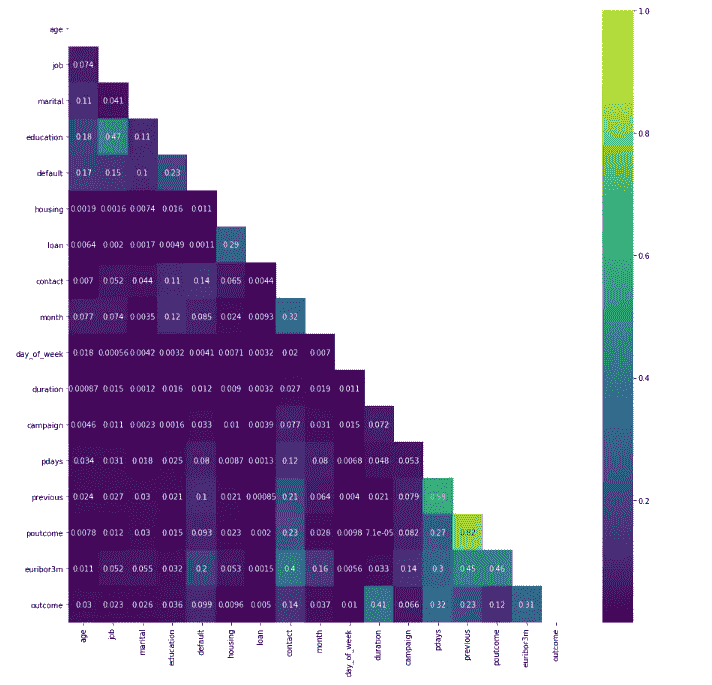 age
job 0.074
marital 0.11 0.041
education 0.18 0.47 0.11
default 0.17 0.15 0.1 0.23
housing 0.0019 0.0016 0.0074 0.016 0.011
loan 0.0064 0.002 0.0017 0.0049 0.0011 0.29
contact 0.007 0.052 0.044 0.11 0.14 0.065 0.0044
month 0.077 0.074 0.0035 0.12 0.085 0.024 0.0093 0.32
day_of_week 0.018 0.00056 0.0042 0.0032 0.0041 0.0071 0.0032 0.02 0.007
duration 0.00087 0.015 0.0012 0.016 0.012 0.009 0.0032 0.027 0.019 0.011
campaign 0.0046 0.011 0.0023 0.0016 0.033 0.01 0.0039 0.077 0.031 0.015 0.072
pdays 0.034 0.031 0.018 0.025 0.08 0.0087 0.0013 0.12 0.08 0.0068 0.048 0.053
previous 0.024 0.027 0.03 0.021 0.1 0.021 0.00085 0.21 0.064 0.004 0.021 0.079 0.59
poutcome 0.0078 0.012 0.03 0.015 0.093 0.023 0.002 0.23 0.028 0.0098 7.1e-05 0.082 0.27 0.82
euribor3m 0.011 0.052 0.055 0.032 0.2 0.053 0.0015 0.4 0.16 0.0056 0.033 0.14 0.3 0.45 0.46
outcome 0.03 0.023 0.026 0.036 0.099 0.0096 0.005 0.14 0.037 0.01 0.41 0.066 0.32 0.23 0.12 0.31
age job marital education default housing loan contact month day_of_week duration campaign pdays previous poutcome euribor3m outcome
1.0
0.8
0.6
0.4
0.2